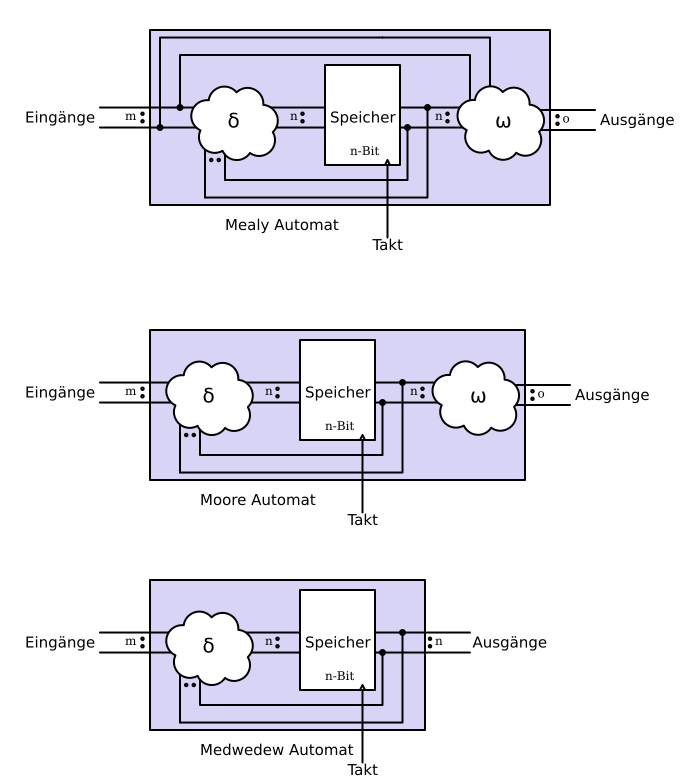 Eingänge m δ n Speicher n ω o Ausgänge
n-Bit
Mealy Automat
Takt
Eingänge m δ n Speicher n ω o Ausgänge
n-Bit
Moore Automat
Takt
Eingänge m δ n Speicher n Ausgänge
n-Bit
Medwedew Automat
Takt